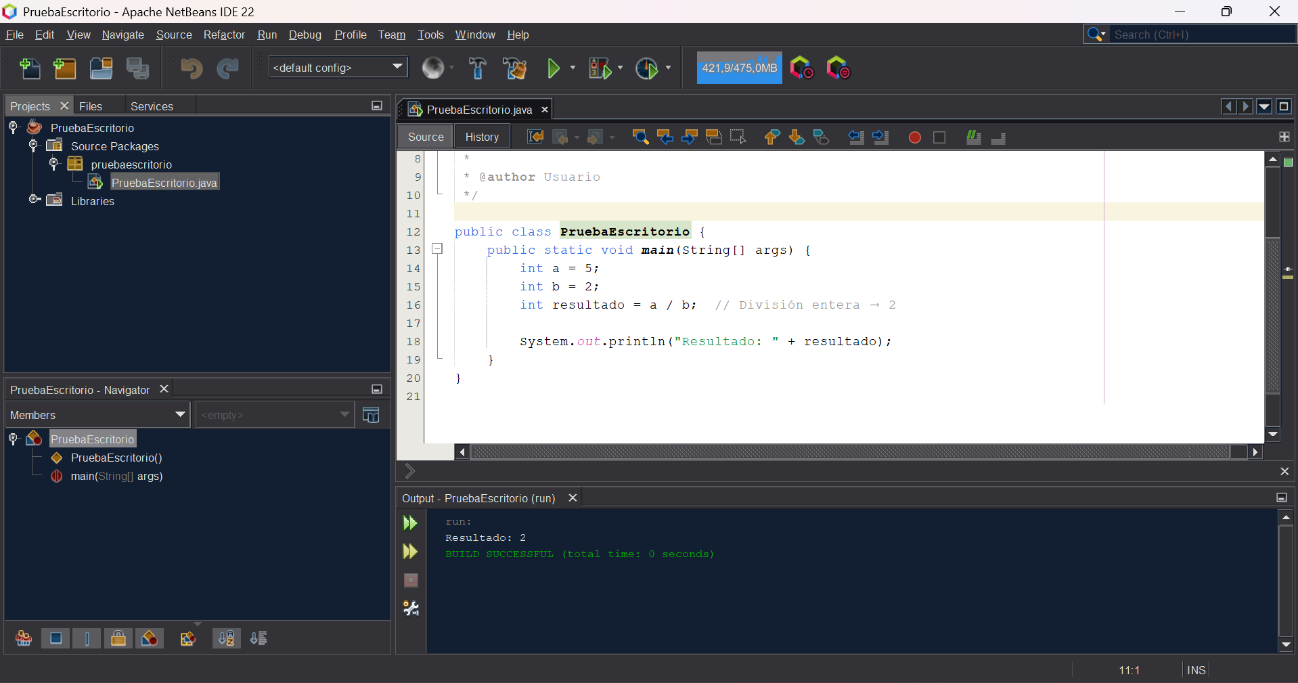 PruebaEscritorio - Apache NetBeans IDE 22
File Edit View Navigate Source Refactor Run Debug Profile Team Tools Window Help
Search (Ctrl+I)
<default config>
421,9/475,0MB
Projects Files Services
PruebaEscritorio
Source Packages
pruebaescritorio
PruebaEscritorio.java
Libraries
PruebaEscritorio - Navigator
Members
<empty>
PruebaEscritorio
PruebaEscritorio()
main(String[] args)
PruebaEscritorio.java
Source History
8 *
9 * @author Usuario
10 */
11
12 public class PruebaEscritorio {
13 public static void main(String[] args) {
14 int a = 5;
15 int b = 2;
16 int resultado = a / b; // División entera → 2
17
18 System.out.println("Resultado: " + resultado);
19 }
20 }
21
Output - PruebaEscritorio (run)
run:
Resultado: 2
BUILD SUCCESSFUL (total time: 0 seconds)
11:1 INS